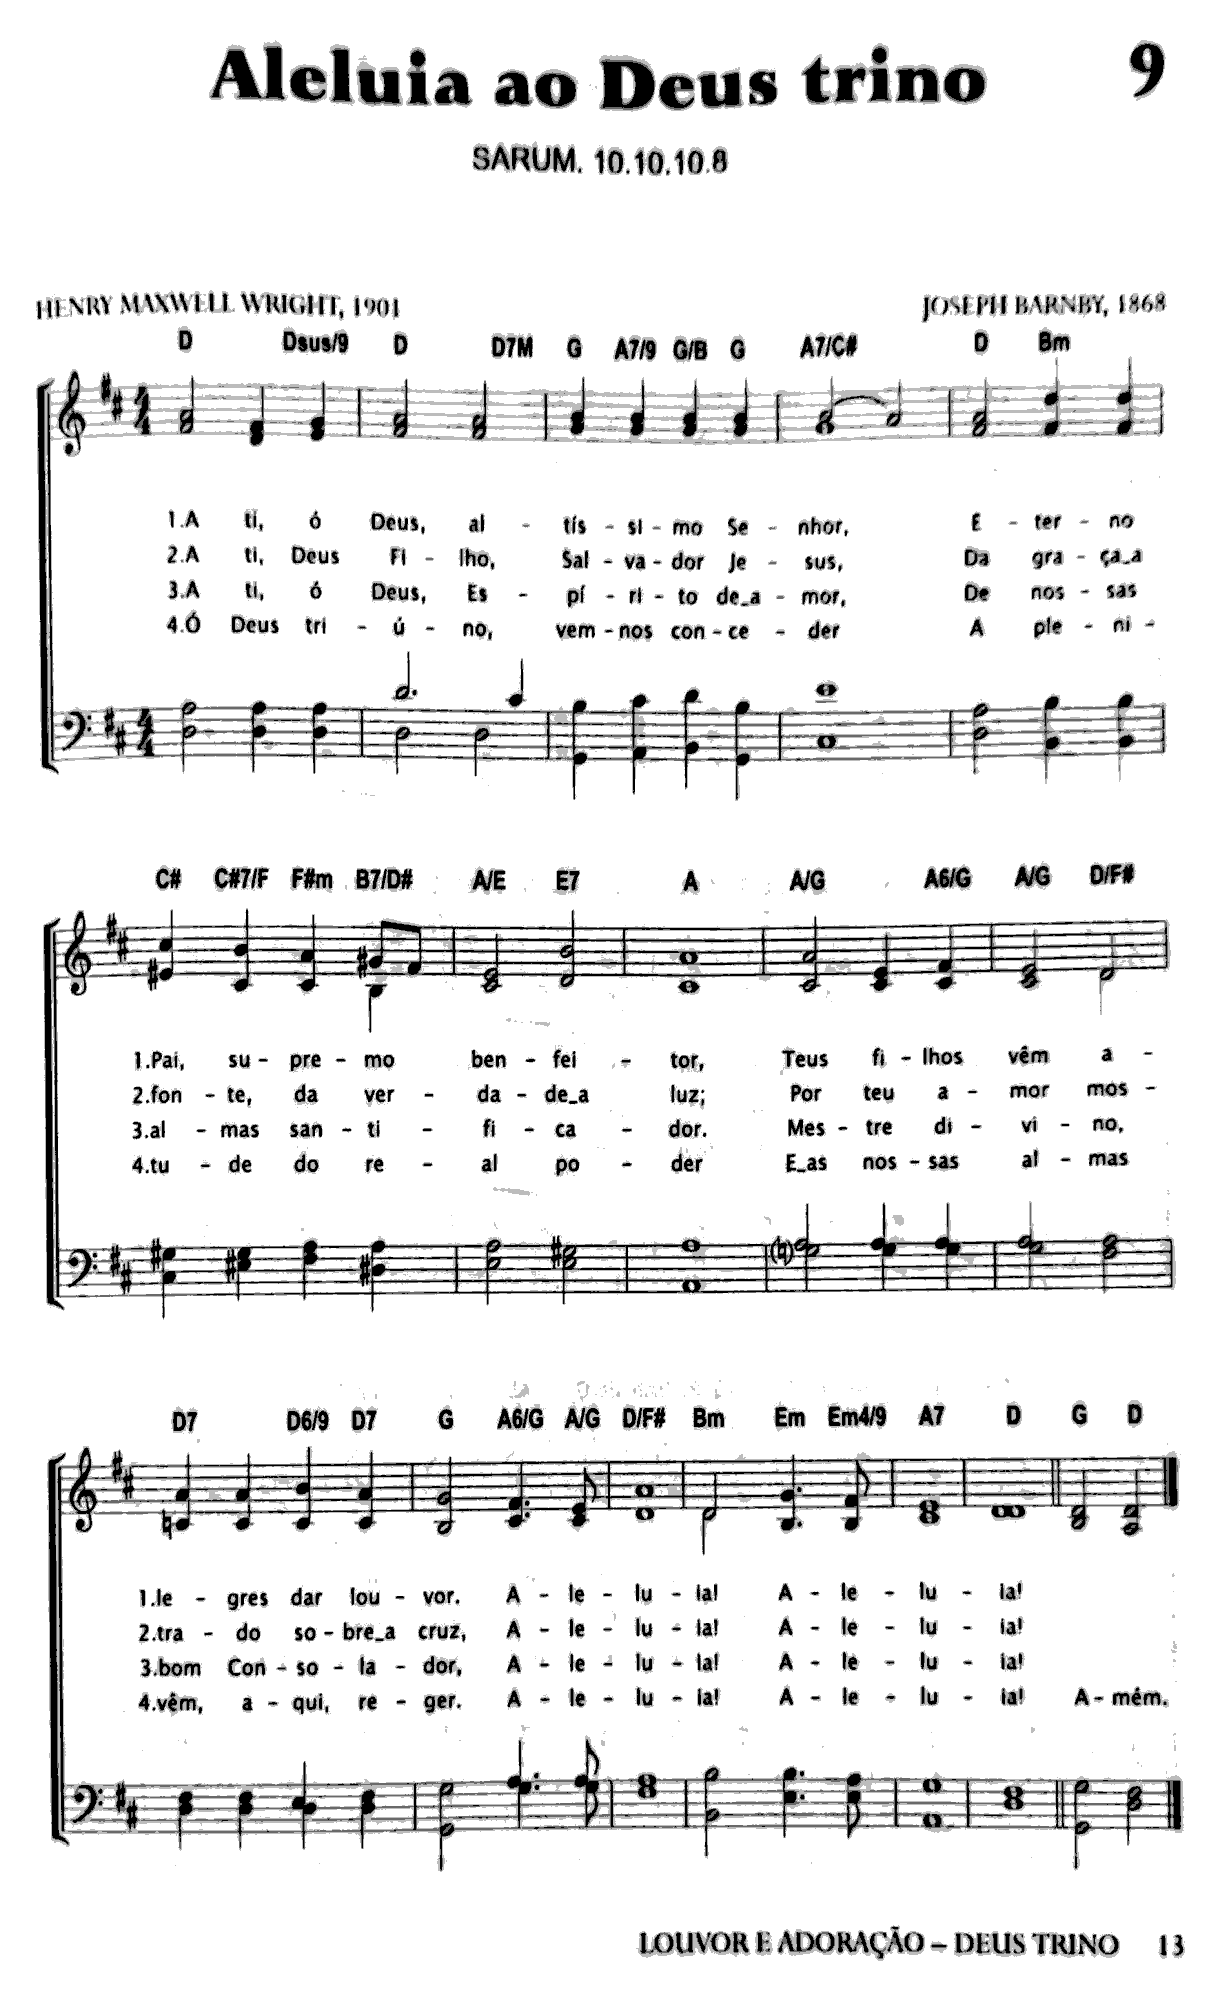 Aleluia ao Deus trino 9
SARUM. 10.10.10.8
HENRY MAXWELL WRIGHT, 1901 JOSEPH BARNBY, 1868
D Dsus/9 D D7M G A7/9 G/B G A7/C# D Bm
1.A ti, ó Deus, al - tís - si - mo Se - nhor, E - ter - no
2.A ti, Deus Fi - lho, Sal - va - dor Je - sus, Da gra - ça_a
3.A ti, ó Deus, Es - pí - ri - to de_a - mor, De nos - sas
4.Ó Deus tri - ú - no, vem - nos con - ce - der A ple - ni -
C# C#7/F F#m B7/D# A/E E7 A A/G A6/G A/G D/F#
1.Pai, su - pre - mo ben - fei - tor, Teus fi - lhos vêm a -
2.fon - te, da ver - da - de_a luz; Por teu a - mor mos -
3.al - mas san - ti - fi - ca - dor. Mes - tre di - vi - no,
4.tu - de do re - al po - der E_as nos - sas al - mas
D7 D6/9 D7 G A6/G A/G D/F# Bm Em Em4/9 A7 D G D
1.le - gres dar lou - vor. A - le - lu - ia! A - le - lu - ia!
2.tra - do so - bre_a cruz, A - le - lu - ia! A - le - lu - ia!
3.bom Con - so - la - dor, A - le - lu - ia! A - le - lu - ia!
4.vêm, a - qui, re - ger. A - le - lu - ia! A - le - lu - ia! A - mém.
LOUVOR E ADORAÇÃO – DEUS TRINO 13